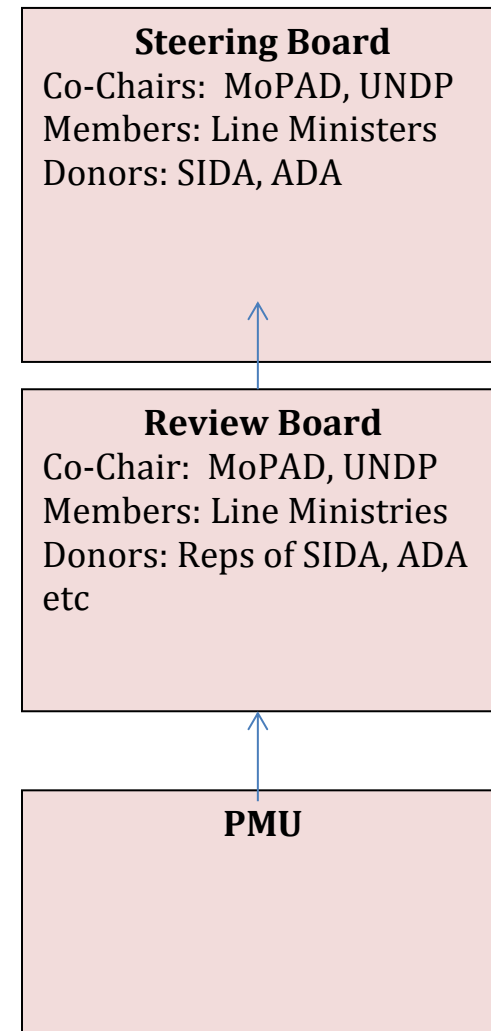 Steering Board
Co-Chairs: MoPAD, UNDP
Members: Line Ministers
Donors: SIDA, ADA
Review Board
Co-Chair: MoPAD, UNDP
Members: Line Ministries
Donors: Reps of SIDA, ADA
etc
PMU